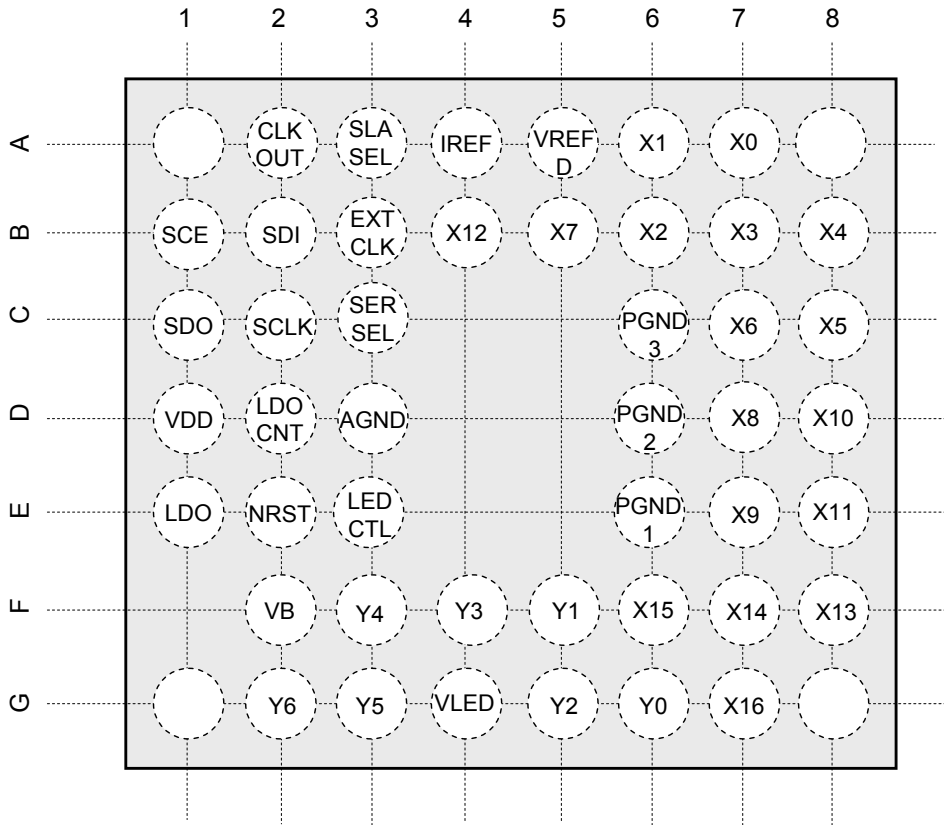 1 2 3 4 5 6 7 8
A CLK OUT SLA SEL IREF VREF D X1 X0
B SCE SDI EXT CLK X12 X7 X2 X3 X4
C SDO SCLK SER SEL PGND 3 X6 X5
D VDD LDO CNT AGND PGND 2 X8 X10
E LDO NRST LED CTL PGND 1 X9 X11
F VB Y4 Y3 Y1 X15 X14 X13
G Y6 Y5 VLED Y2 Y0 X16